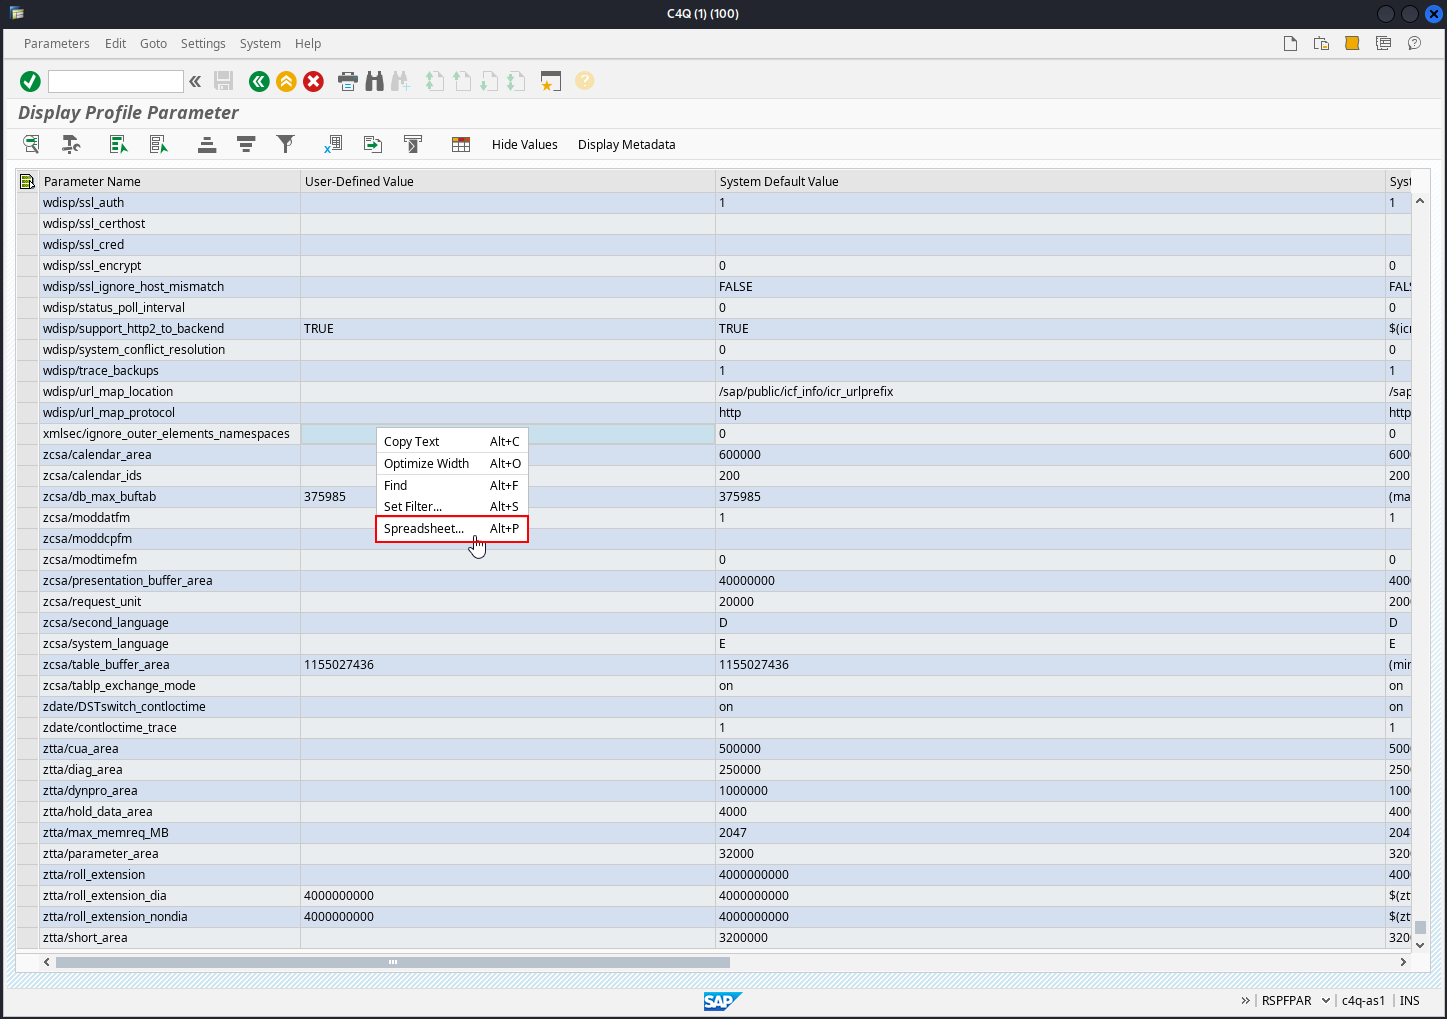 C4Q (1) (100)
Parameters Edit Goto Settings System Help
Display Profile Parameter
Hide Values Display Metadata
Parameter Name User-Defined Value System Default Value Syst
wdisp/ssl_auth 1 1
wdisp/ssl_certhost
wdisp/ssl_cred
wdisp/ssl_encrypt 0 0
wdisp/ssl_ignore_host_mismatch FALSE FALS
wdisp/status_poll_interval 0 0
wdisp/support_http2_to_backend TRUE TRUE $(icr
wdisp/system_conflict_resolution 0 0
wdisp/trace_backups 1 1
wdisp/url_map_location /sap/public/icf_info/icr_urlprefix /sap
wdisp/url_map_protocol http http
xmlsec/ignore_outer_elements_namespaces 0 0
Copy Text Alt+C
zcsa/calendar_area 600000 600
Optimize Width Alt+O
zcsa/calendar_ids 200 200
Find Alt+F
zcsa/db_max_buftab 375985 375985 (ma
Set Filter... Alt+S
zcsa/moddatfm 1 1
Spreadsheet... Alt+P
zcsa/moddcpfm
zcsa/modtimefm 0 0
zcsa/presentation_buffer_area 40000000 400
zcsa/request_unit 20000 200
zcsa/second_language D D
zcsa/system_language E E
zcsa/table_buffer_area 1155027436 1155027436 (min
zcsa/tablp_exchange_mode on on
zdate/DSTswitch_contloctime on on
zdate/contloctime_trace 1 1
ztta/cua_area 500000 500
ztta/diag_area 250000 250
ztta/dynpro_area 1000000 100
ztta/hold_data_area 4000 400
ztta/max_memreq_MB 2047 204
ztta/parameter_area 32000 320
ztta/roll_extension 4000000000 400
ztta/roll_extension_dia 4000000000 4000000000 $(zt
ztta/roll_extension_nondia 4000000000 4000000000 $(zt
ztta/short_area 3200000 320
SAP RSPFPAR c4q-as1 INS